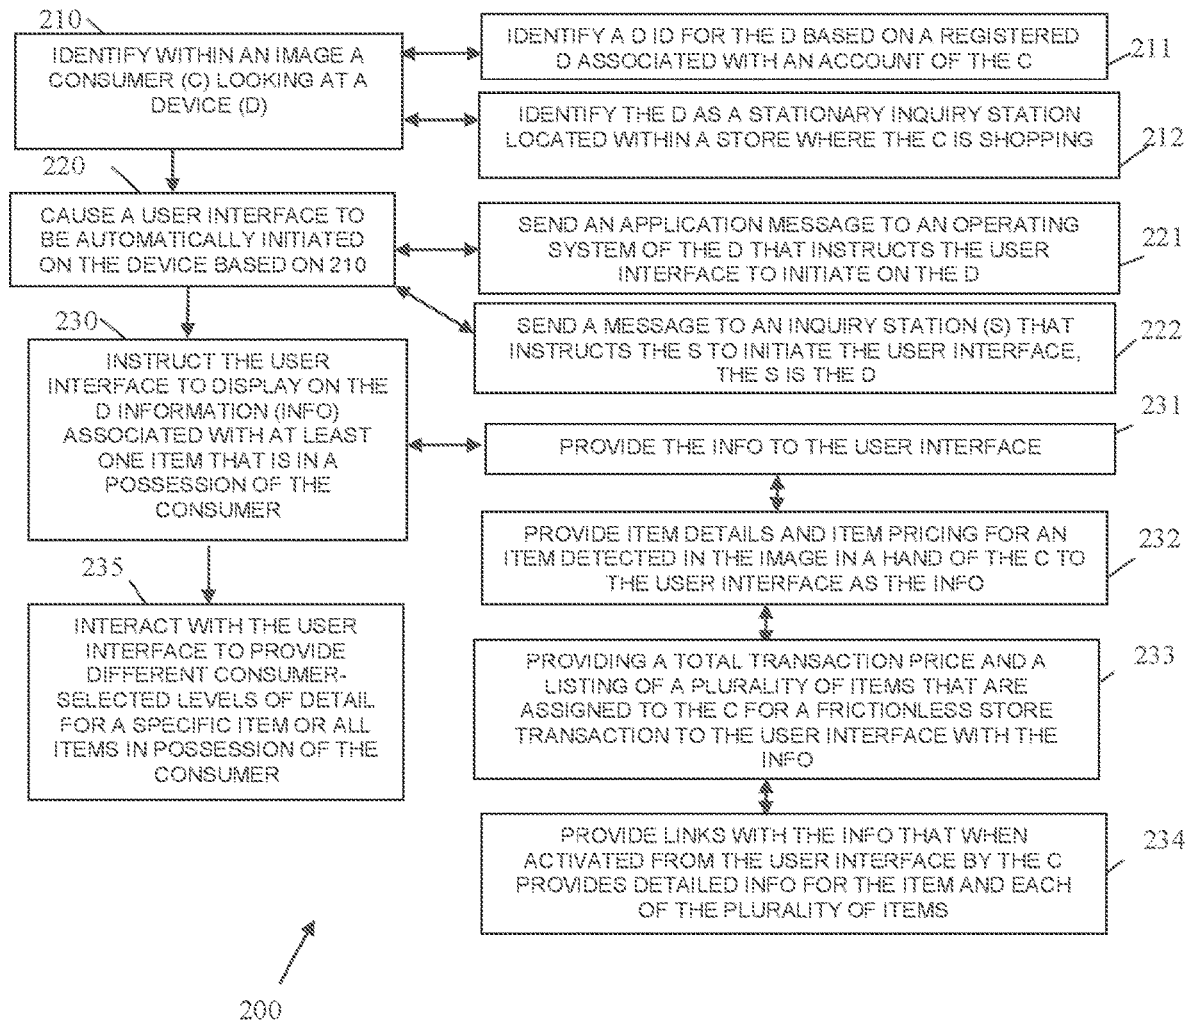 210
IDENTIFY WITHIN AN IMAGE A
CONSUMER (C) LOOKING AT A
DEVICE (D)
IDENTIFY A D ID FOR THE D BASED ON A REGISTERED
D ASSOCIATED WITH AN ACCOUNT OF THE C
211
IDENTIFY THE D AS A STATIONARY INQUIRY STATION
LOCATED WITHIN A STORE WHERE THE C IS SHOPPING
212
220
CAUSE A USER INTERFACE TO
BE AUTOMATICALLY INITIATED
ON THE DEVICE BASED ON 210
SEND AN APPLICATION MESSAGE TO AN OPERATING
SYSTEM OF THE D THAT INSTRUCTS THE USER
INTERFACE TO INITIATE ON THE D
221
SEND A MESSAGE TO AN INQUIRY STATION (S) THAT
INSTRUCTS THE S TO INITIATE THE USER INTERFACE,
THE S IS THE D
222
230
INSTRUCT THE USER
INTERFACE TO DISPLAY ON THE
D INFORMATION (INFO)
ASSOCIATED WITH AT LEAST
ONE ITEM THAT IS IN A
POSSESSION OF THE
CONSUMER
231
PROVIDE THE INFO TO THE USER INTERFACE
PROVIDE ITEM DETAILS AND ITEM PRICING FOR AN
ITEM DETECTED IN THE IMAGE IN A HAND OF THE C TO
THE USER INTERFACE AS THE INFO
232
235
INTERACT WITH THE USER
INTERFACE TO PROVIDE
DIFFERENT CONSUMER-
SELECTED LEVELS OF DETAIL
FOR A SPECIFIC ITEM OR ALL
ITEMS IN POSSESSION OF THE
CONSUMER
PROVIDING A TOTAL TRANSACTION PRICE AND A
LISTING OF A PLURALITY OF ITEMS THAT ARE
ASSIGNED TO THE C FOR A FRICTIONLESS STORE
TRANSACTION TO THE USER INTERFACE WITH THE
INFO
233
PROVIDE LINKS WITH THE INFO THAT WHEN
ACTIVATED FROM THE USER INTERFACE BY THE C
PROVIDES DETAILED INFO FOR THE ITEM AND EACH
OF THE PLURALITY OF ITEMS
234
200